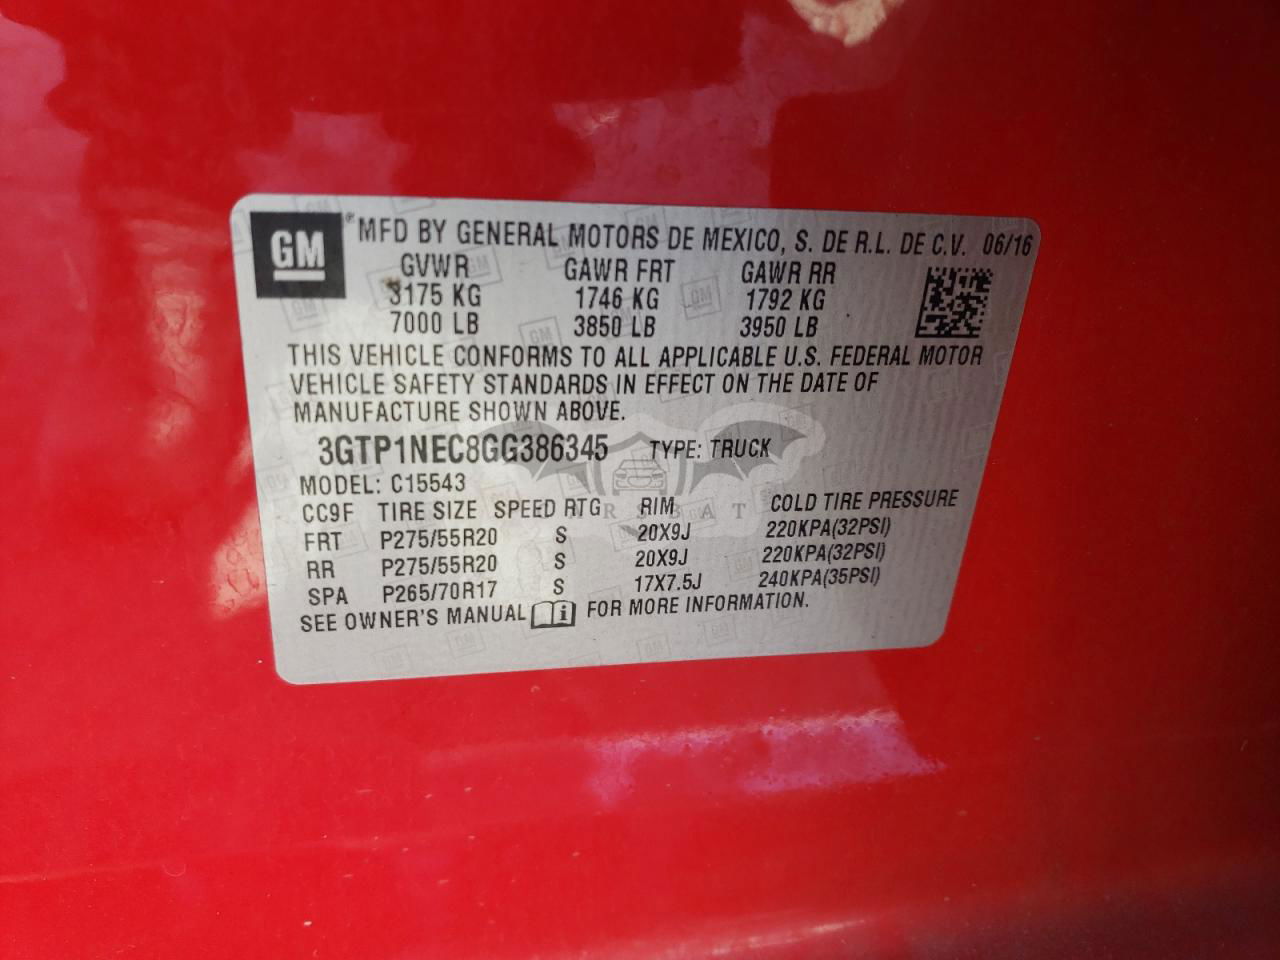 GM ® MFD BY GENERAL MOTORS DE MEXICO, S. DE R.L. DE C.V. 06/16
GVWR GAWR FRT GAWR RR
3175 KG 1746 KG 1792 KG
7000 LB 3850 LB 3950 LB
THIS VEHICLE CONFORMS TO ALL APPLICABLE U.S. FEDERAL MOTOR
VEHICLE SAFETY STANDARDS IN EFFECT ON THE DATE OF
MANUFACTURE SHOWN ABOVE.
3GTP1NEC8GG386345 TYPE: TRUCK
MODEL: C15543
CC9F TIRE SIZE SPEED RTG RIM COLD TIRE PRESSURE
FRT P275/55R20 S 20X9J 220KPA(32PSI)
RR P275/55R20 S 20X9J 220KPA(32PSI)
SPA P265/70R17 S 17X7.5J 240KPA(35PSI)
SEE OWNER'S MANUAL i FOR MORE INFORMATION.